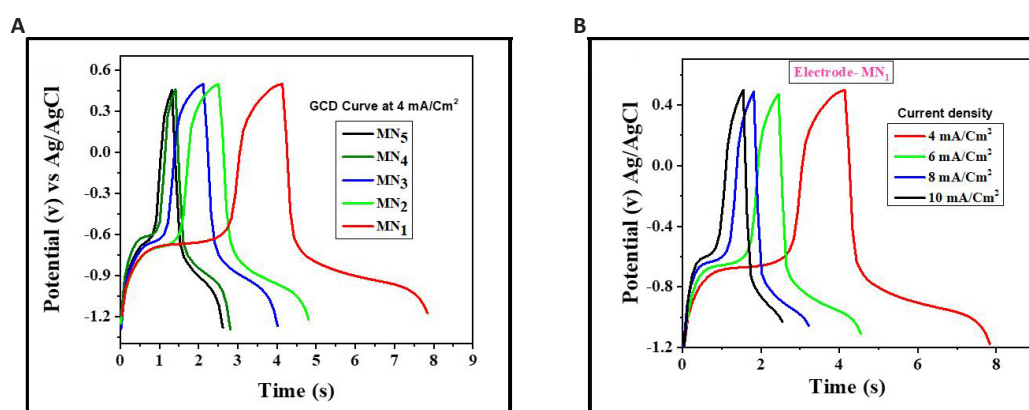 A
Potential (v) vs Ag/AgCl
0.6
0.3
0.0
-0.3
-0.6
-0.9
-1.2
GCD Curve at 4 mA/Cm²
MN₅
MN₄
MN₃
MN₂
MN₁
0 1 2 3 4 5 6 7 8 9
Time (s)
B
Potential (v) Ag/AgCl
0.4
0.0
-0.4
-0.8
-1.2
Electrode- MN₁
Current density
4 mA/Cm²
6 mA/Cm²
8 mA/Cm²
10 mA/Cm²
0 2 4 6 8
Time (s)